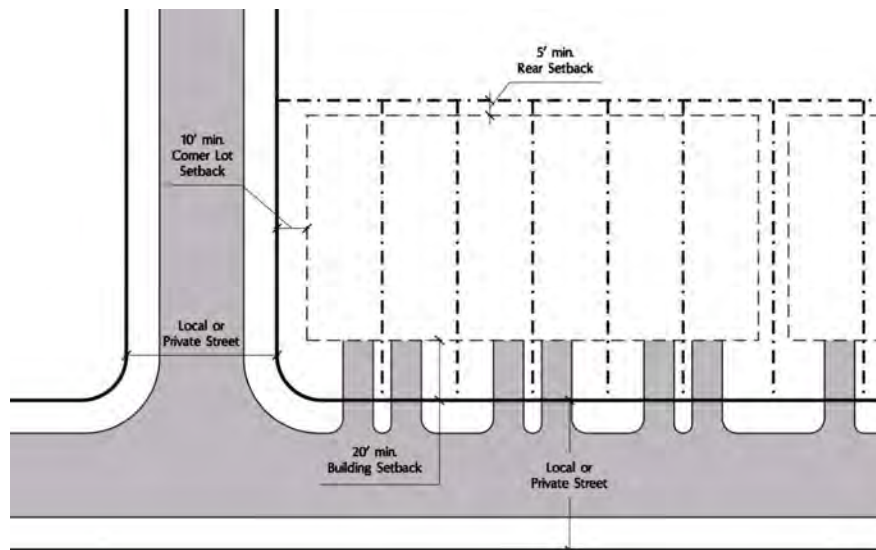 5' min.
Rear Setback
10' min.
Corner Lot
Setback
Local or
Private Street
20' min.
Building Setback
Local or
Private Street